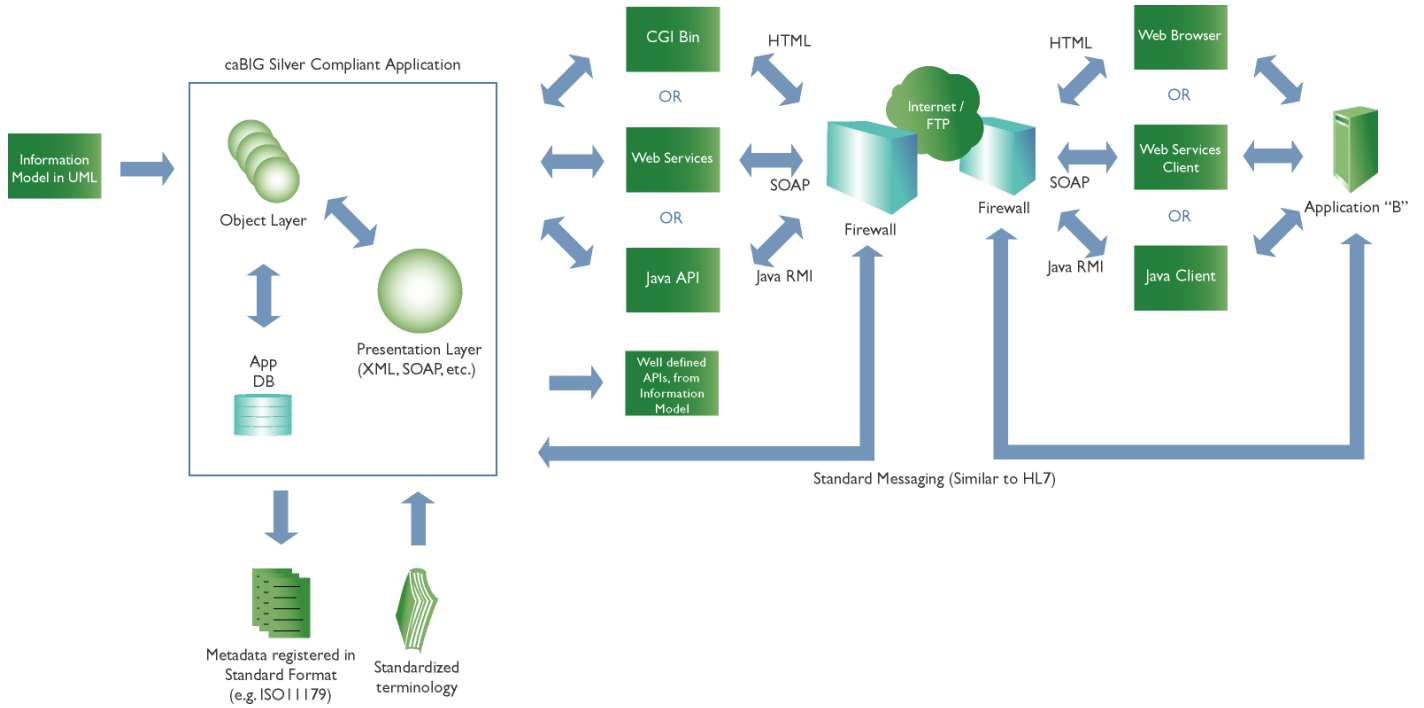 caBIG Silver Compliant Application
Information
Model in UML
Object Layer
Presentation Layer
(XML, SOAP, etc.)
App
DB
Metadata registered in
Standard Format
(e.g. ISO11179)
Standardized
terminology
CGI Bin
OR
Web Services
OR
Java API
Well defined
APIs, from
Information
Model
HTML
SOAP
Java RMI
Firewall
Internet /
FTP
Firewall
HTML
SOAP
Java RMI
Web Browser
OR
Web Services
Client
OR
Java Client
Application “B”
Standard Messaging (Similar to HL7)